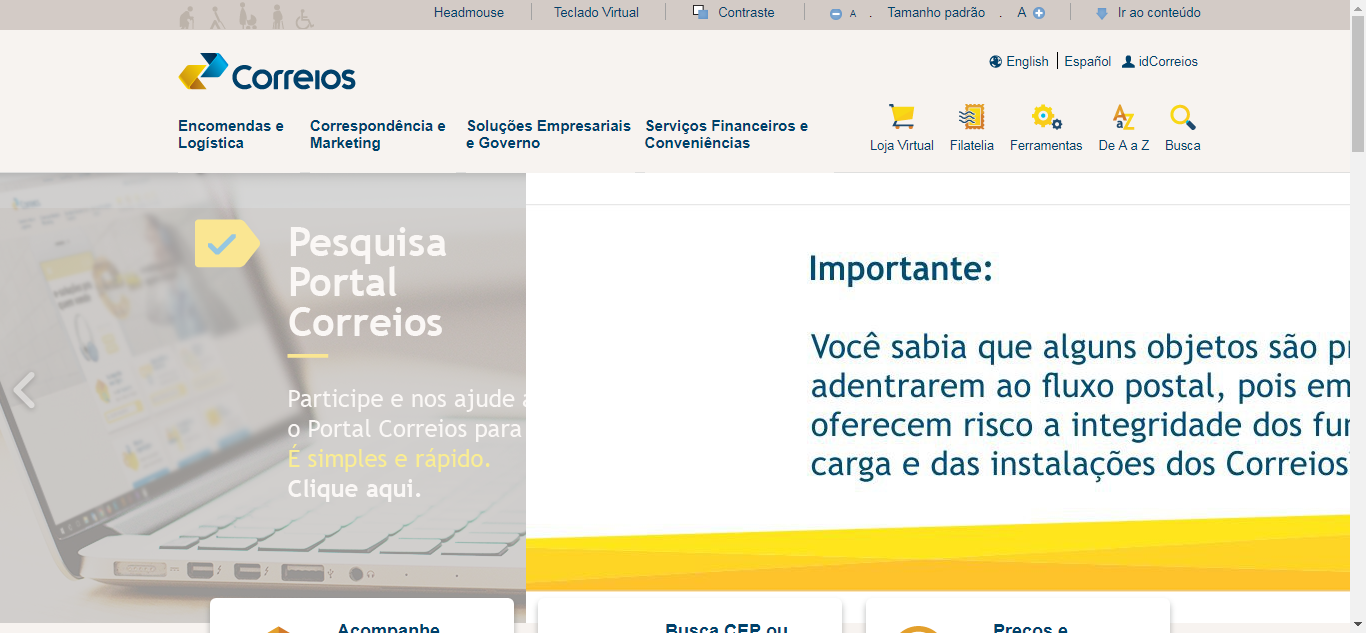 Headmouse
Teclado Virtual
Contraste
A . Tamanho padrão . A
Ir ao conteúdo
Correios
English
Español
idCorreios
Encomendas e
Logística
Correspondência e
Marketing
Soluções Empresariais
e Governo
Serviços Financeiros e
Conveniências
Loja Virtual
Filatelia
Ferramentas
De A a Z
Busca
Pesquisa
Portal
Correios
Participe e nos ajude
o Portal Correios para
É simples e rápido.
Clique aqui.
Importante:
Você sabia que alguns objetos são
adentrarem ao fluxo postal, pois em
oferecem risco a integridade dos
carga e das instalações dos Correios
Acompanhe
Busca CEP ou
Preços e